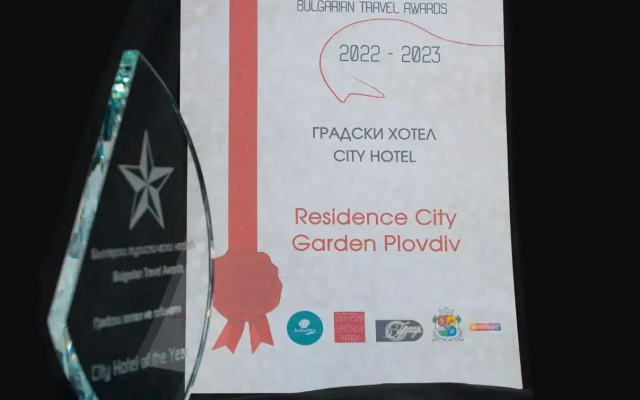 BULGARIAN TRAVEL AWARDS
2022 - 2023
ГРАДСКИ ХОТЕЛ
CITY HOTEL
Residence City
Garden Plovdiv
Bulgarian Travel Awards
City Hotel of the Year